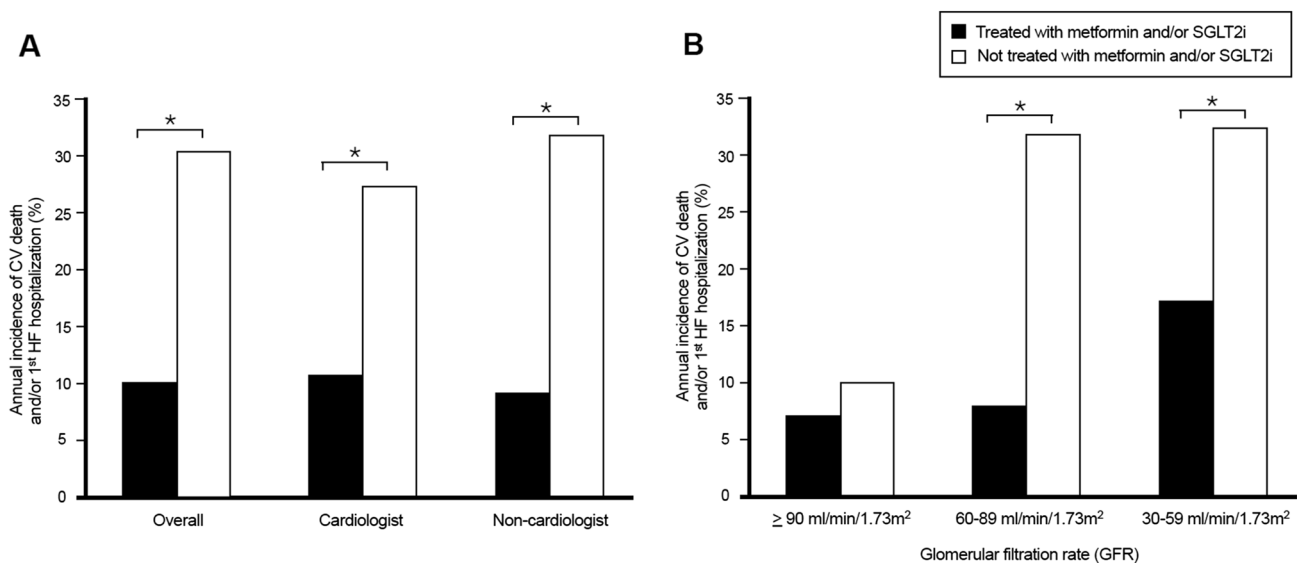 A
Annual incidence of CV death
and/or 1st HF hospitalization (%)
35
30
25
20
15
10
5
0
*
*
*
Overall
Cardiologist
Non-cardiologist
B
Treated with metformin and/or SGLT2i
Not treated with metformin and/or SGLT2i
Annual incidence of CV death
and/or 1st HF hospitalization (%)
35
30
25
20
15
10
5
0
*
*
≥ 90 ml/min/1.73m²
60-89 ml/min/1.73m²
30-59 ml/min/1.73m²
Glomerular filtration rate (GFR)